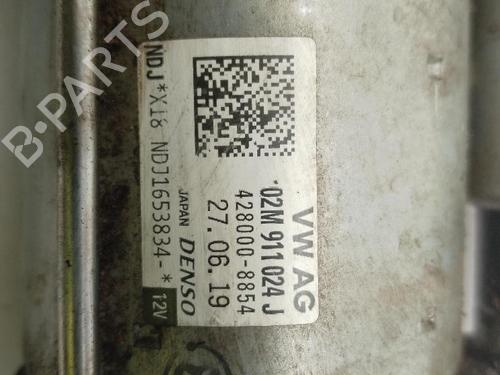 VW AG
02M 911 024 J
428000-8854
27.06.19
JAPAN DENSO
12V
NDJ*X18 NDJ1653834-*
B-PARTS